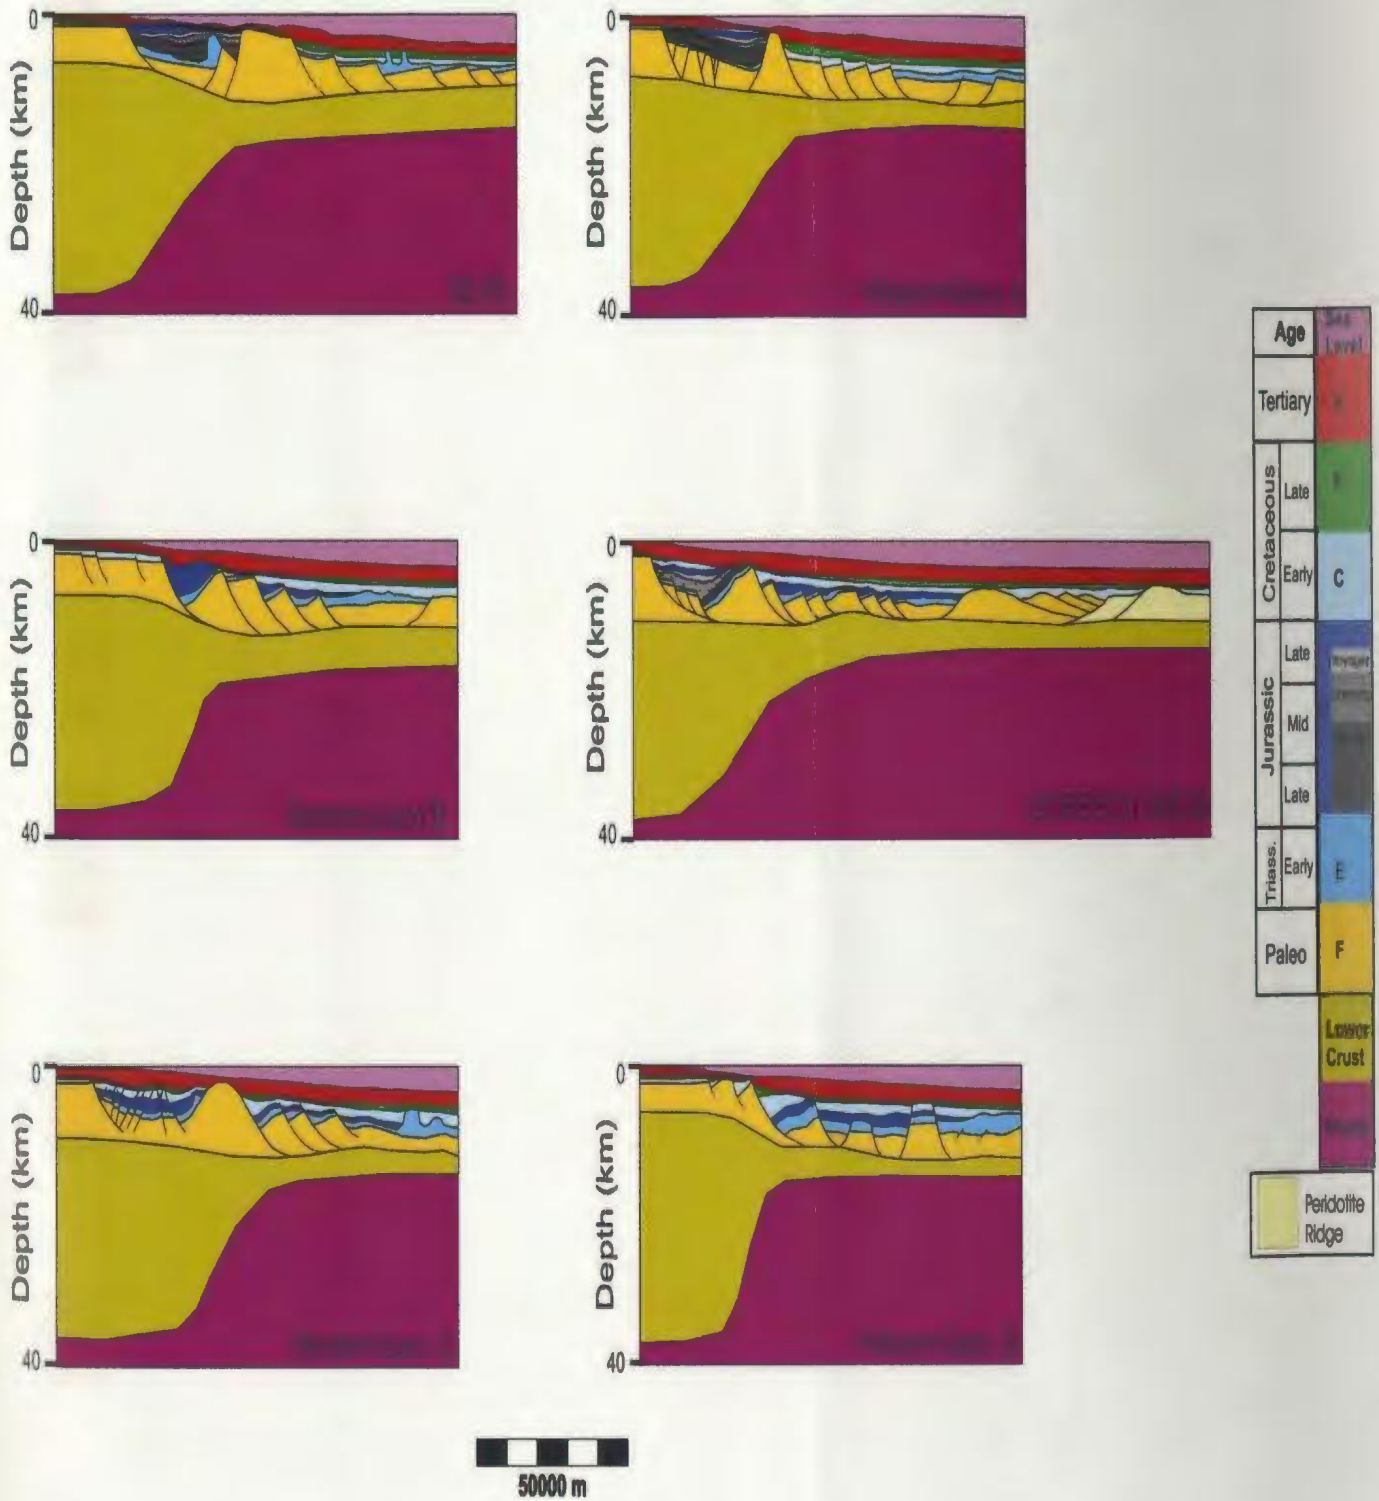 0
Depth (km)
40
0
Depth (km)
40
0
Depth (km)
40
0
Depth (km)
40
0
Depth (km)
40
0
Depth (km)
40
50000 m
Age
Sea
Level
Tertiary
Cretaceous
Late
Early
C
Jurassic
Late
Mid
Late
Triass.
Early
E
Paleo
F
Lower
Crust
Peridotite
Ridge